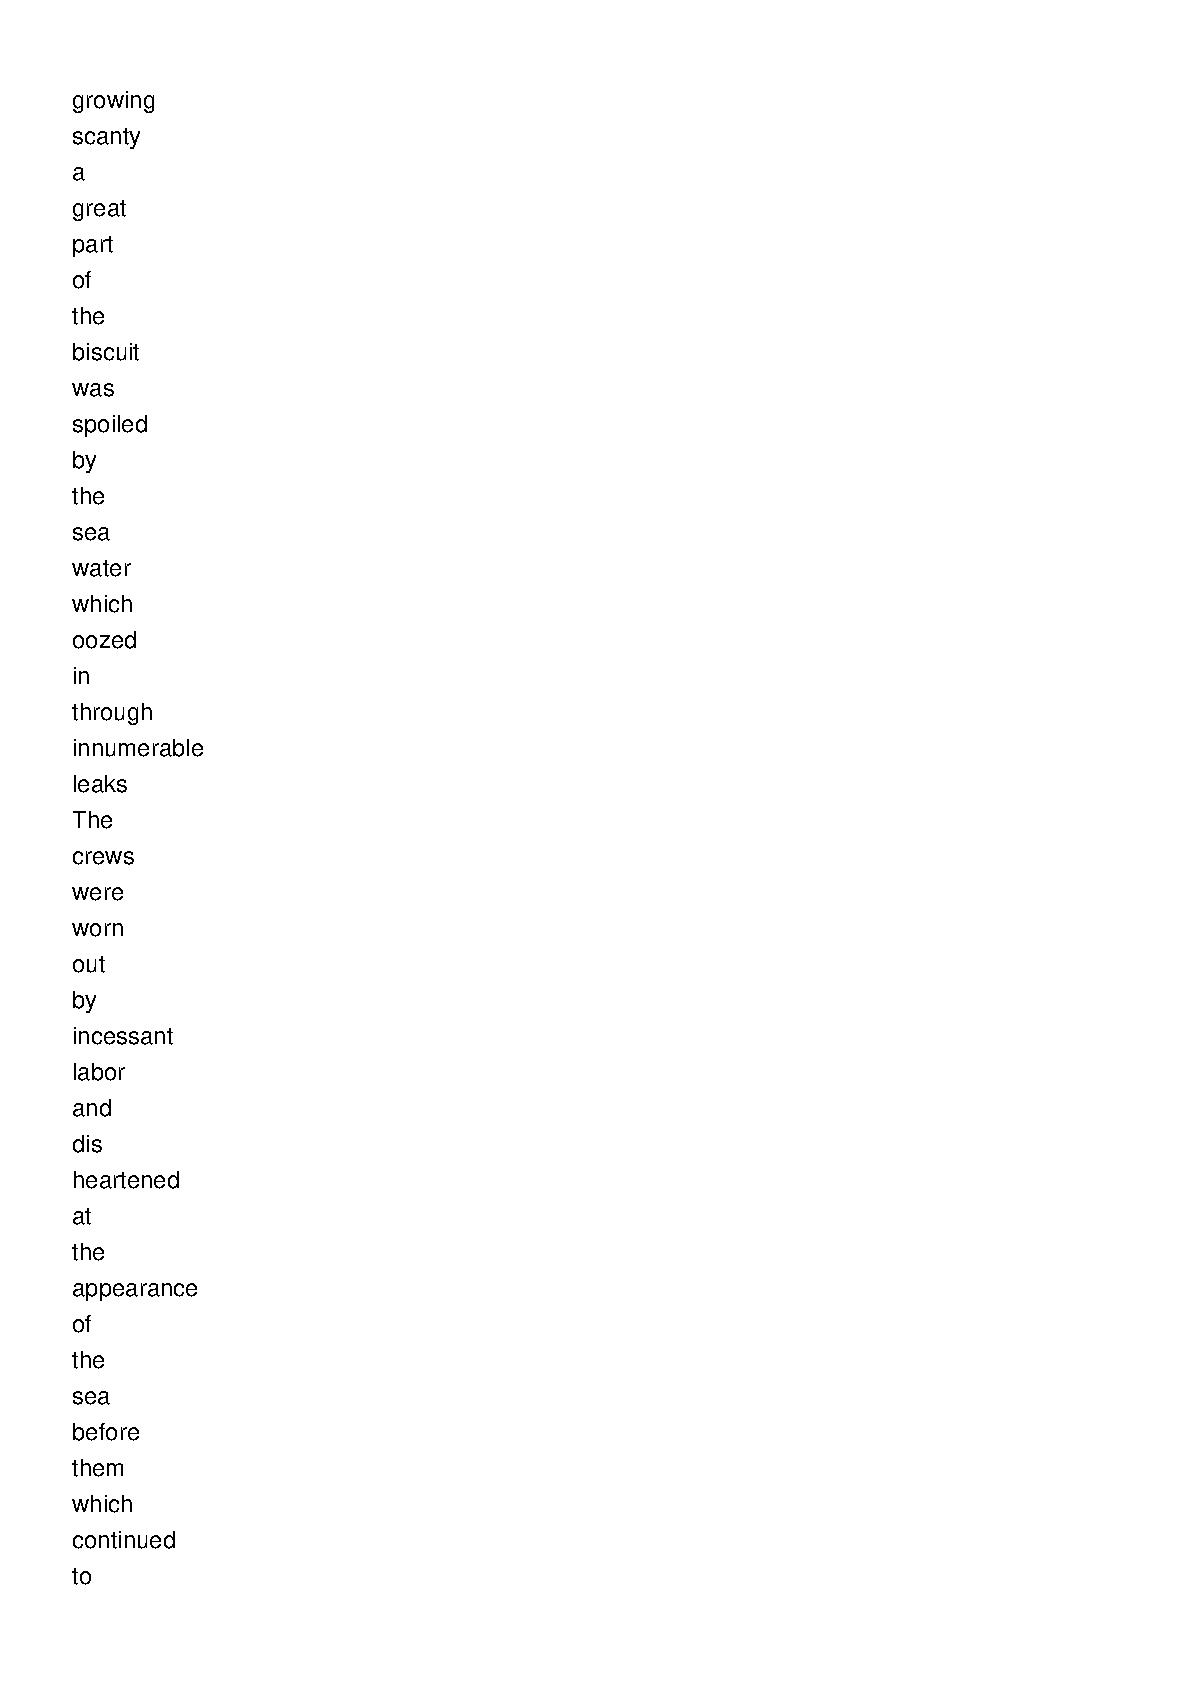 growing
scanty
a
great
part
of
the
biscuit
was
spoiled
by
the
sea
water
which
oozed
in
through
innumerable
leaks
The
crews
were
worn
out
by
incessant
labor
and
dis
heartened
at
the
appearance
of
the
sea
before
them
which
continued
to